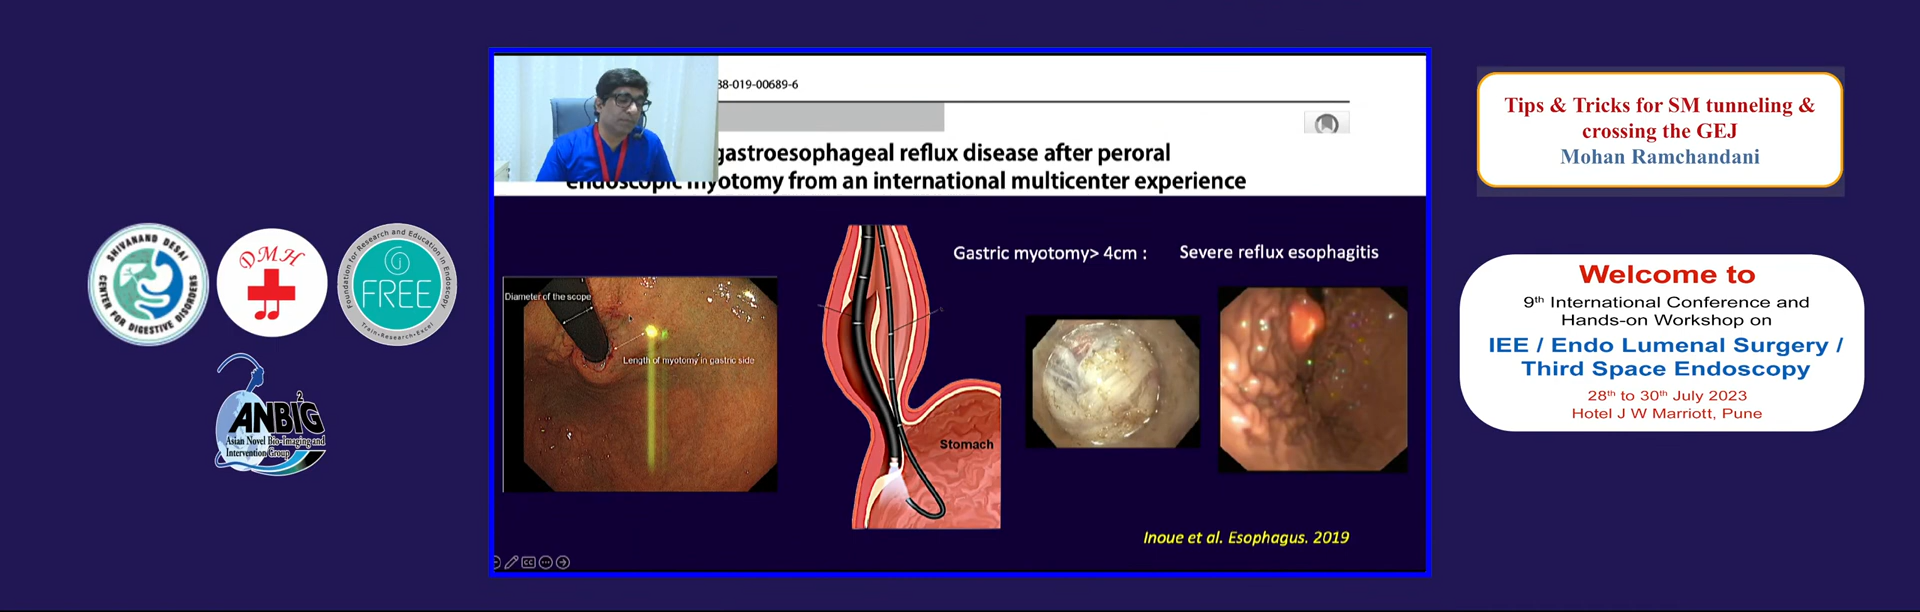 SHIVANAND DESAI
CENTER FOR DIGESTIVE DISORDERS
DMH
Foundation for Research and Education in Endoscopy
FREE
Train•Research•Excel
ANBI²G
Asian Novel Bio-Imaging and
Intervention Group
38-019-00689-6
gastroesophageal reflux disease after peroral
endoscopic myotomy from an international multicenter experience
Gastric myotomy> 4cm :
Severe reflux esophagitis
Diameter of the scope
Length of myotomy in gastric side
Stomach
Inoue et al. Esophagus. 2019
CC
Tips & Tricks for SM tunneling &
crossing the GEJ
Mohan Ramchandani
Welcome to
9th International Conference and
Hands-on Workshop on
IEE / Endo Lumenal Surgery /
Third Space Endoscopy
28th to 30th July 2023
Hotel J W Marriott, Pune